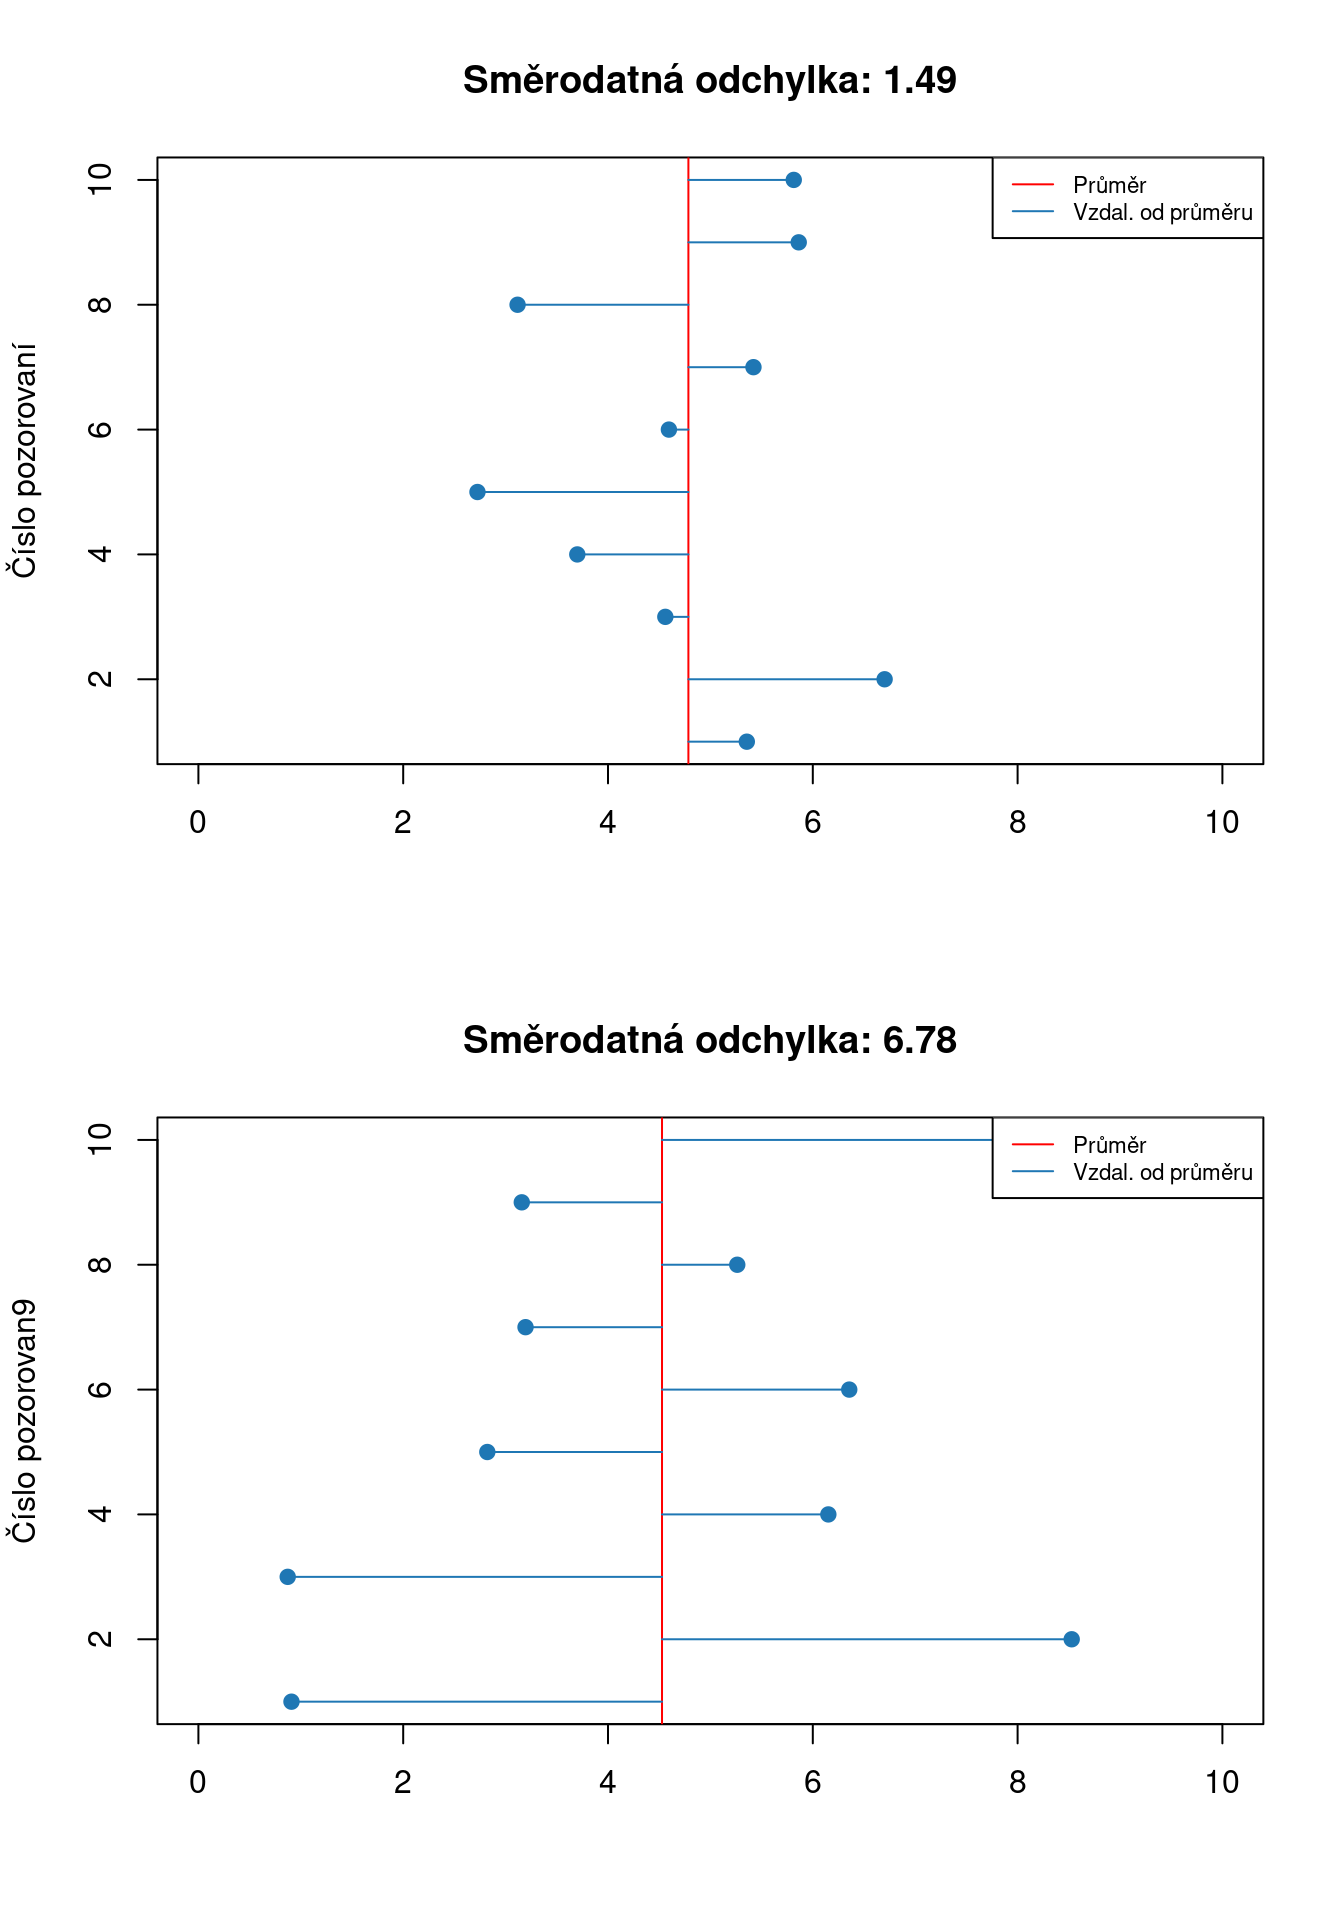 Směrodatná odchylka: 1.49
Průměr
Vzdal. od průměru
10
8
6
4
2
Číslo pozorovaní
0 2 4 6 8 10
Směrodatná odchylka: 6.78
Průměr
Vzdal. od průměru
10
8
6
4
2
Číslo pozorovan9
0 2 4 6 8 10